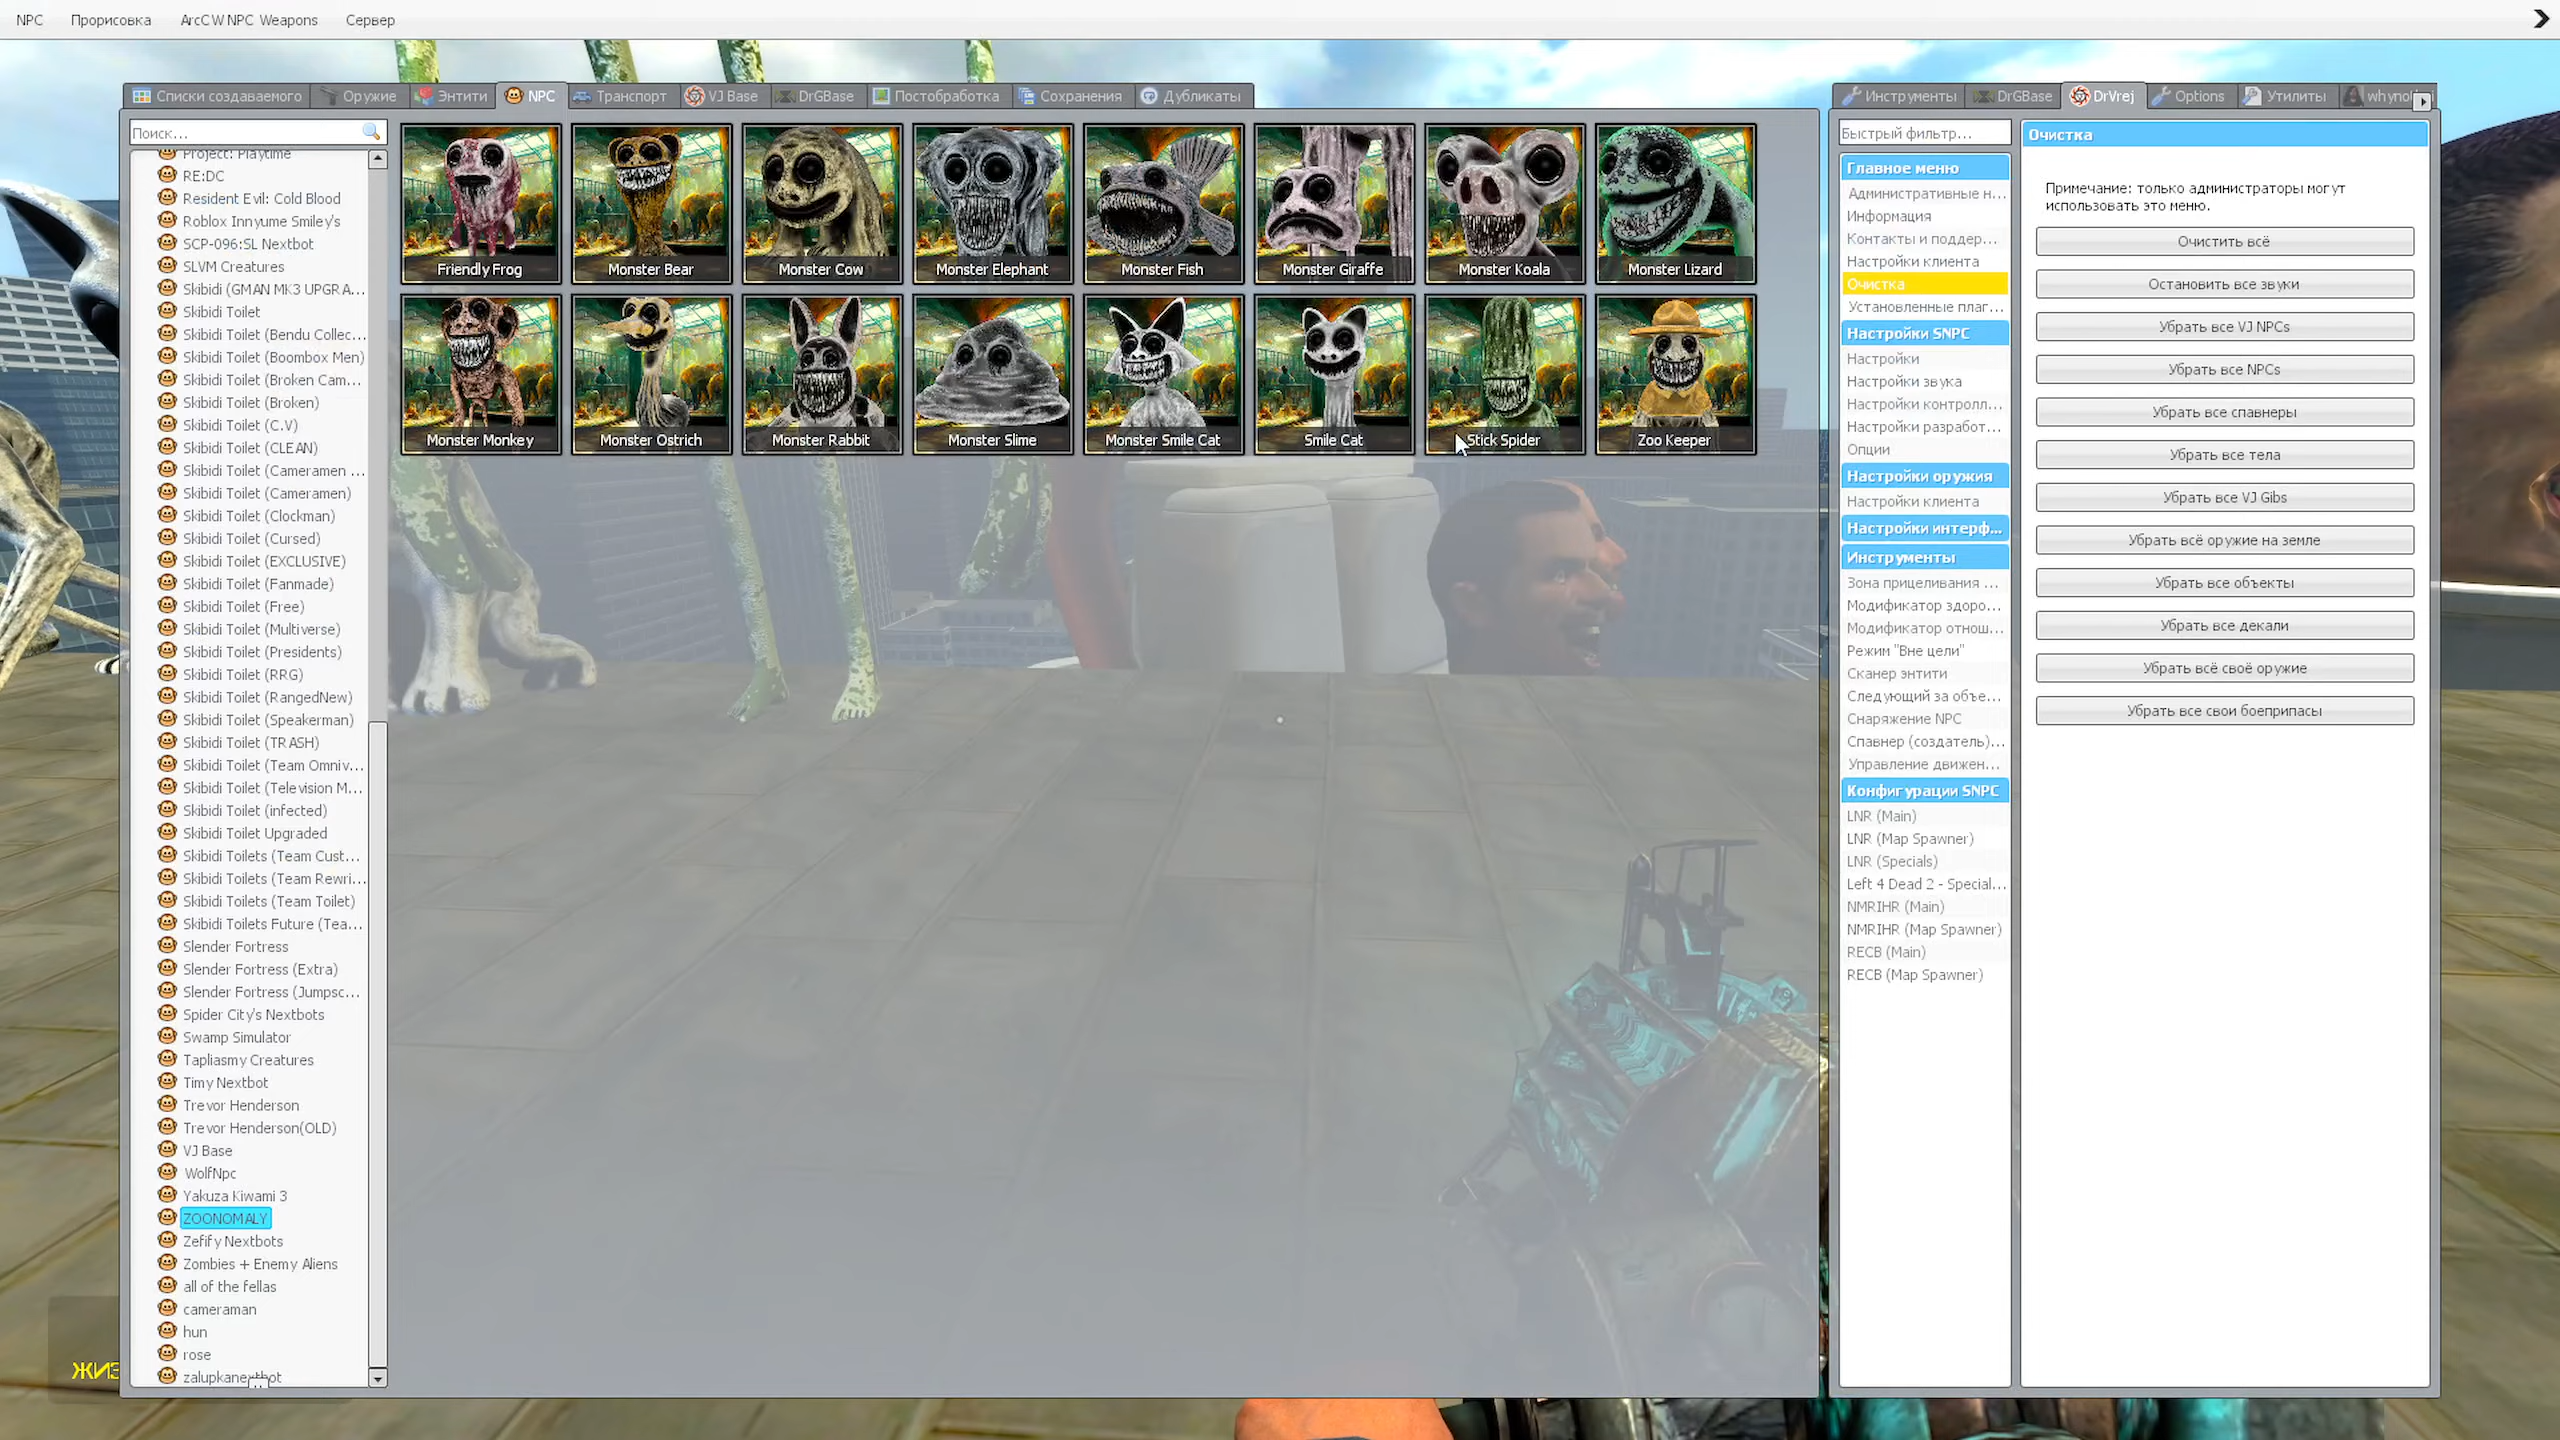 NPC
Прорисовка
ArcCW NPC Weapons
Сервер
Списки создаваемого
Оружие
Энтити
NPC
Транспорт
VJ Base
DrGBase
Постобработка
Сохранения
Дубликаты
Поиск...
Project: Playtime
RE:DC
Resident Evil: Cold Blood
Roblox Innyume Smiley's
SCP-096:SL Nextbot
SLVM Creatures
Skibidi (GMAN MK3 UPGRA...
Skibidi Toilet
Skibidi Toilet (Bendu Collec...
Skibidi Toilet (Boombox Men)
Skibidi Toilet (Broken Cam...
Skibidi Toilet (Broken)
Skibidi Toilet (C.V)
Skibidi Toilet (CLEAN)
Skibidi Toilet (Cameramen ...
Skibidi Toilet (Cameramen)
Skibidi Toilet (Clockman)
Skibidi Toilet (Cursed)
Skibidi Toilet (EXCLUSIVE)
Skibidi Toilet (Fanmade)
Skibidi Toilet (Free)
Skibidi Toilet (Multiverse)
Skibidi Toilet (Presidents)
Skibidi Toilet (RRG)
Skibidi Toilet (RangedNew)
Skibidi Toilet (Speakerman)
Skibidi Toilet (TRASH)
Skibidi Toilet (Team Omniv...
Skibidi Toilet (Television M...
Skibidi Toilet (infected)
Skibidi Toilet Upgraded
Skibidi Toilets (Team Cust...
Skibidi Toilets (Team Rewri...
Skibidi Toilets (Team Toilet)
Skibidi Toilets Future (Tea...
Slender Fortress
Slender Fortress (Extra)
Slender Fortress (Jumpsc...
Spider City's Nextbots
Swamp Simulator
Tapliasmy Creatures
Timy Nextbot
Trevor Henderson
Trevor Henderson(OLD)
VJ Base
WolfNpc
Yakuza Kiwami 3
ZOONOMALY
Zefify Nextbots
Zombies + Enemy Aliens
all of the fellas
cameraman
hun
rose
zalupkanextbot
Friendly Frog
Monster Bear
Monster Cow
Monster Elephant
Monster Fish
Monster Giraffe
Monster Koala
Monster Lizard
Monster Monkey
Monster Ostrich
Monster Rabbit
Monster Slime
Monster Smile Cat
Smile Cat
Stick Spider
Zoo Keeper
Инструменты
DrGBase
DrVrej
Options
Утилиты
Быстрый фильтр...
Главное меню
Административные н...
Информация
Контакты и поддер...
Настройки клиента
Очистка
Установленные плаг...
Настройки SNPC
Настройки
Настройки звука
Настройки контролл...
Настройки разработ...
Опции
Настройки оружия
Настройки клиента
Настройки интерф...
Инструменты
Зона прицеливания ...
Модификатор здоро...
Модификатор отнош...
Режим "Вне цели"
Сканер энтити
Следующий за объе...
Снаряжение NPC
Спавнер (создатель)...
Управление движен...
Конфигурации SNPC
LNR (Main)
LNR (Map Spawner)
LNR (Specials)
Left 4 Dead 2 - Special...
NMRIHR (Main)
NMRIHR (Map Spawner)
RECB (Main)
RECB (Map Spawner)
Очистка
Примечание: только администраторы могут
использовать это меню.
Очистить всё
Остановить все звуки
Убрать все VJ NPCs
Убрать все NPCs
Убрать все спавнеры
Убрать все тела
Убрать все VJ Gibs
Убрать всё оружие на земле
Убрать все объекты
Убрать все декали
Убрать всё своё оружие
Убрать все свои боеприпасы